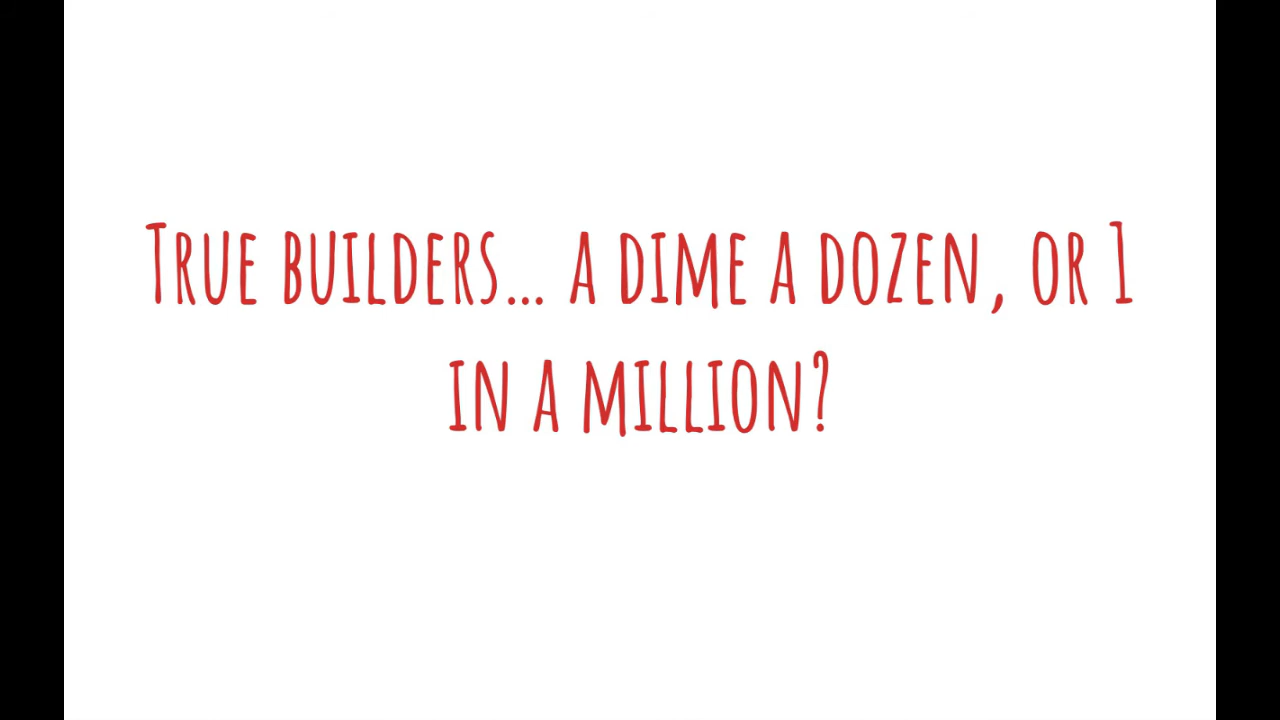 True builders... a dime a dozen, or 1
in a million?